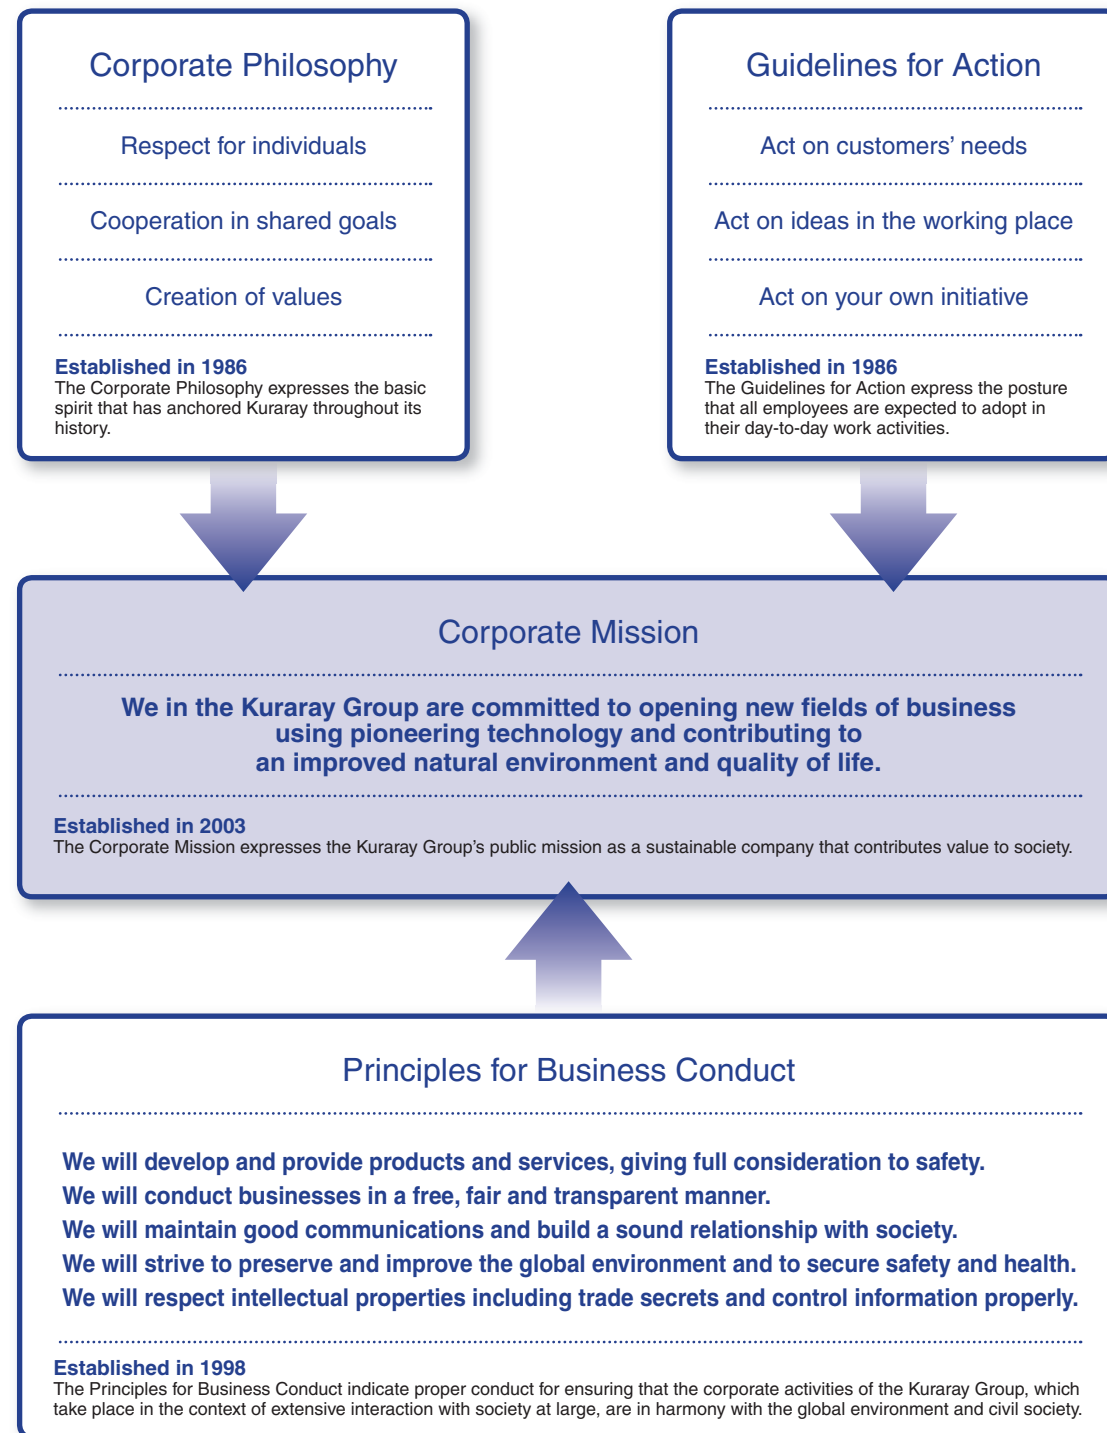 Corporate Philosophy
Respect for individuals
Cooperation in shared goals
Creation of values
Established in 1986
The Corporate Philosophy expresses the basic
spirit that has anchored Kuraray throughout its
history.
Guidelines for Action
Act on customers’ needs
Act on ideas in the working place
Act on your own initiative
Established in 1986
The Guidelines for Action express the posture
that all employees are expected to adopt in
their day-to-day work activities.
Corporate Mission
We in the Kuraray Group are committed to opening new fields of business
using pioneering technology and contributing to
an improved natural environment and quality of life.
Established in 2003
The Corporate Mission expresses the Kuraray Group’s public mission as a sustainable company that contributes value to society.
Principles for Business Conduct
We will develop and provide products and services, giving full consideration to safety.
We will conduct businesses in a free, fair and transparent manner.
We will maintain good communications and build a sound relationship with society.
We will strive to preserve and improve the global environment and to secure safety and health.
We will respect intellectual properties including trade secrets and control information properly.
Established in 1998
The Principles for Business Conduct indicate proper conduct for ensuring that the corporate activities of the Kuraray Group, which
take place in the context of extensive interaction with society at large, are in harmony with the global environment and civil society.